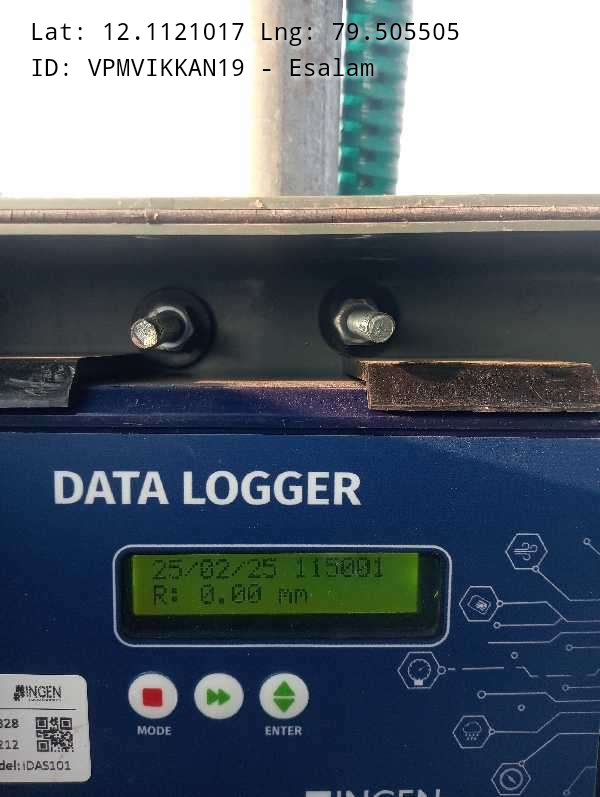 Lat: 12.1121017 Lng: 79.505505
ID: VPMVIKKAN19 - Esalam
DATA LOGGER
25/02/25 115001
R: 0.00 mm
MODE
ENTER
INGEN
328
212
del: iDAS101
INGEN